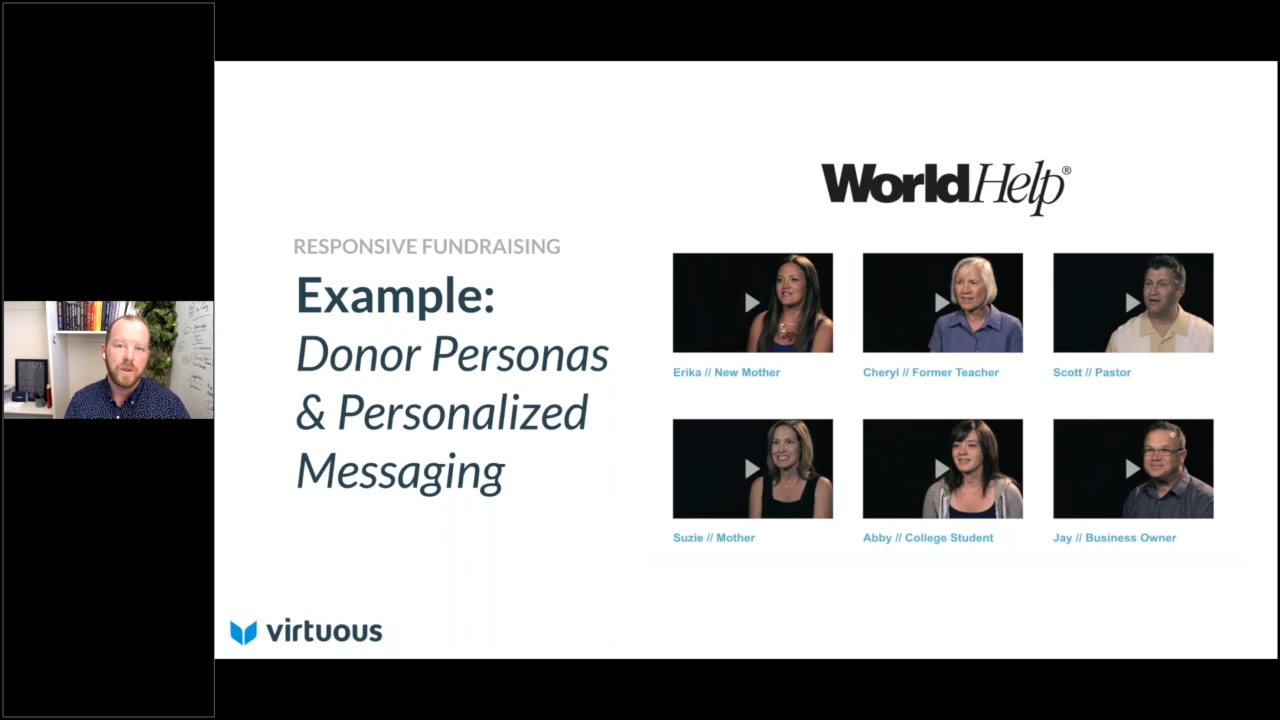 WorldHelp®
RESPONSIVE FUNDRAISING
Example:
Donor Personas
& Personalized
Messaging
Erika // New Mother
Cheryl // Former Teacher
Scott // Pastor
Suzie // Mother
Abby // College Student
Jay // Business Owner
virtuous